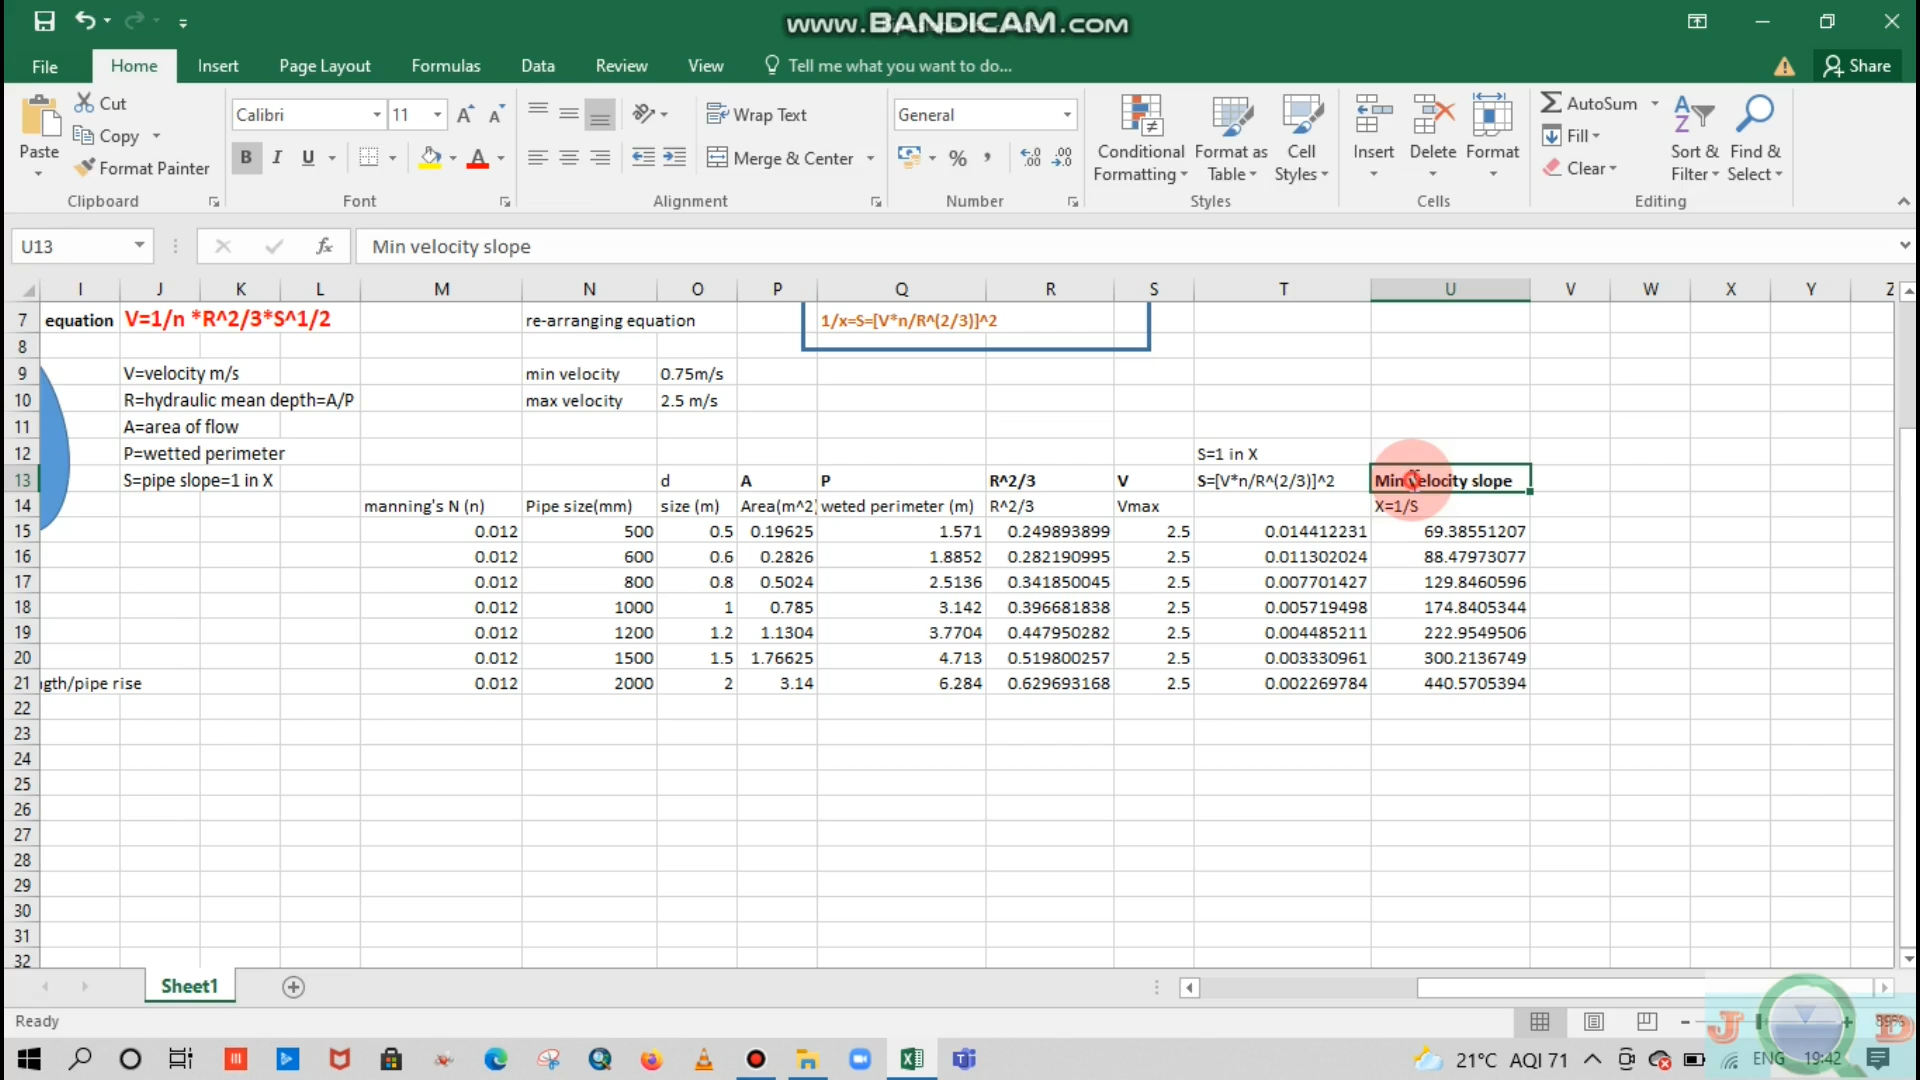 www.BANDICAM.com
File Home Insert Page Layout Formulas Data Review View Tell me what you want to do... Share
Paste Cut Copy Format Painter
Calibri 11
B I U
Wrap Text
Merge & Center
General
%
Conditional Formatting
Format as Table
Cell Styles
Insert Delete Format
AutoSum Fill Clear
Sort & Filter
Find & Select
Clipboard Font Alignment Number Styles Cells Editing
U13 fx Min velocity slope
I J K L M N O P Q R S T U V W X Y Z
7 equation V=1/n *R^2/3*S^1/2 re-arranging equation 1/x=S=[V*n/R^(2/3)]^2
8
9 V=velocity m/s min velocity 0.75m/s
10 R=hydraulic mean depth=A/P max velocity 2.5 m/s
11 A=area of flow
12 P=wetted perimeter S=1 in X
13 S=pipe slope=1 in X d A P R^2/3 V S=[V*n/R^(2/3)]^2 Min velocity slope
14 manning's N (n) Pipe size(mm) size (m) Area(m^2) weted perimeter (m) R^2/3 Vmax X=1/S
15 0.012 500 0.5 0.19625 1.571 0.249893899 2.5 0.014412231 69.38551207
16 0.012 600 0.6 0.2826 1.8852 0.282190995 2.5 0.011302024 88.47973077
17 0.012 800 0.8 0.5024 2.5136 0.341850045 2.5 0.007701427 129.8460596
18 0.012 1000 1 0.785 3.142 0.396681838 2.5 0.005719498 174.8405344
19 0.012 1200 1.2 1.1304 3.7704 0.447950282 2.5 0.004485211 222.9549506
20 0.012 1500 1.5 1.76625 4.713 0.519800257 2.5 0.003330961 300.2136749
21 gth/pipe rise 0.012 2000 2 3.14 6.284 0.629693168 2.5 0.002269784 440.5705394
22
23
24
25
26
27
28
29
30
31
32
Sheet1
Ready
J D
21°C AQI 71 ENG 19:42